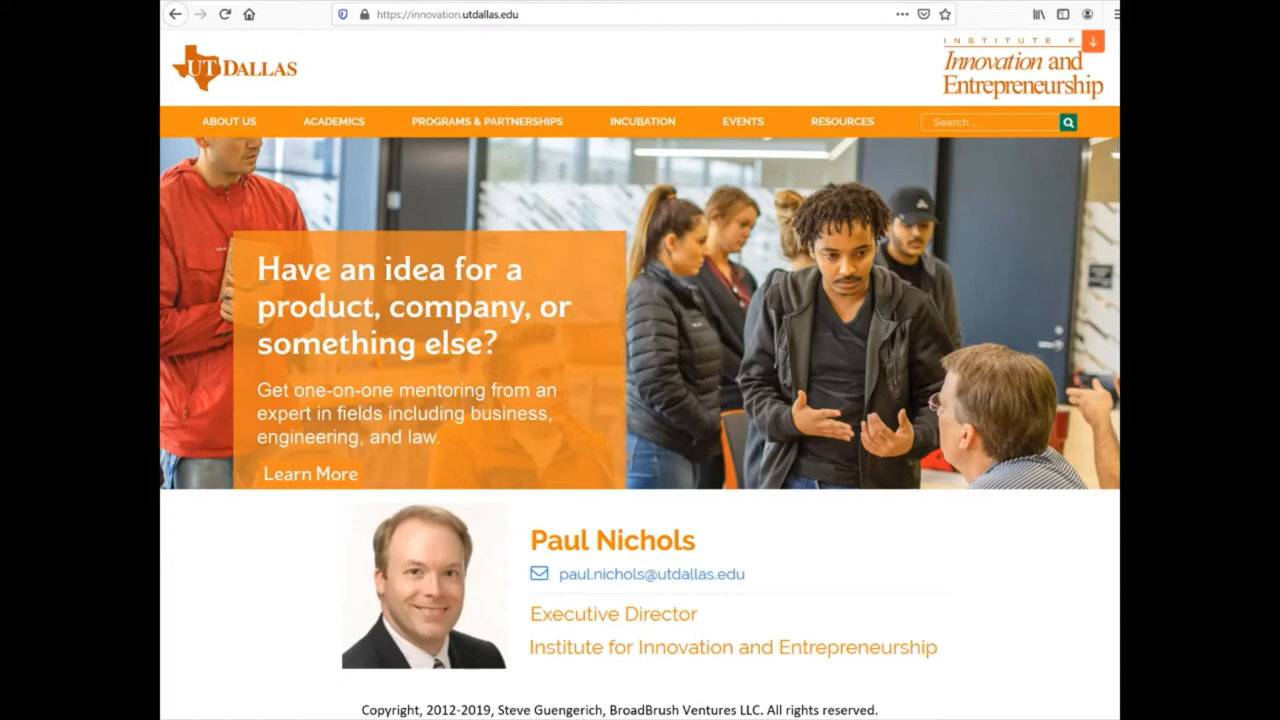 https://innovation.utdallas.edu
UT DALLAS
INSTITUTE F
Innovation and
Entrepreneurship
ABOUT US
ACADEMICS
PROGRAMS & PARTNERSHIPS
INCUBATION
EVENTS
RESOURCES
Search ...
Have an idea for a
product, company, or
something else?
Get one-on-one mentoring from an
expert in fields including business,
engineering, and law.
Learn More
Paul Nichols
paul.nichols@utdallas.edu
Executive Director
Institute for Innovation and Entrepreneurship
Copyright, 2012-2019, Steve Guengerich, BroadBrush Ventures LLC. All rights reserved.